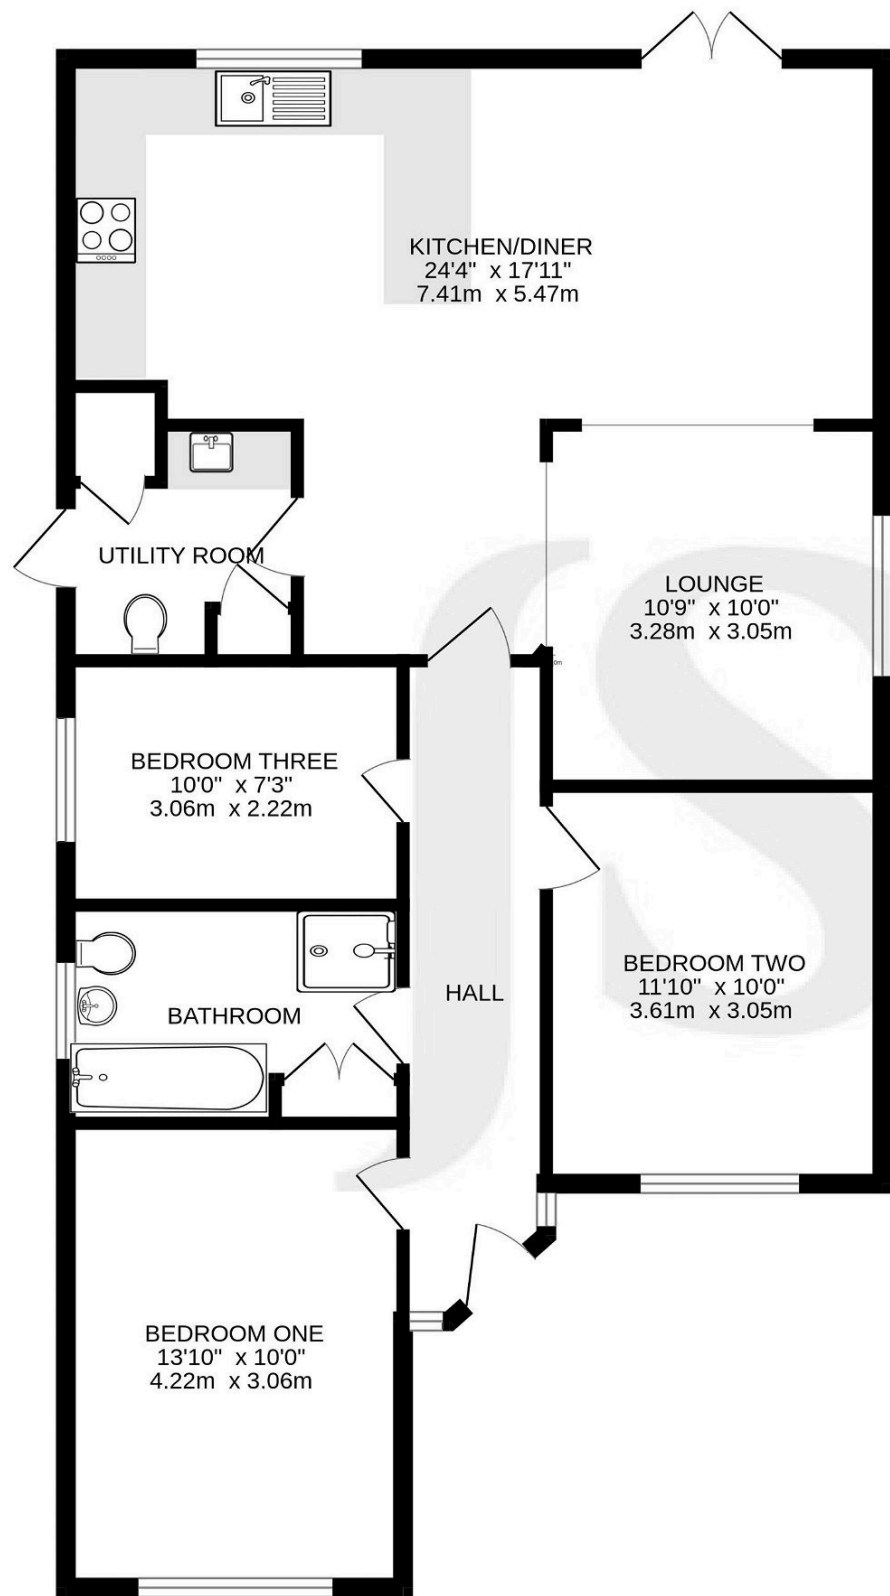 KITCHEN/DINER
24'4" x 17'11"
7.41m x 5.47m
UTILITY ROOM
LOUNGE
10'9" x 10'0"
3.28m x 3.05m
BEDROOM THREE
10'0" x 7'3"
3.06m x 2.22m
BEDROOM TWO
11'10" x 10'0"
3.61m x 3.05m
HALL
BATHROOM
BEDROOM ONE
13'10" x 10'0"
4.22m x 3.06m